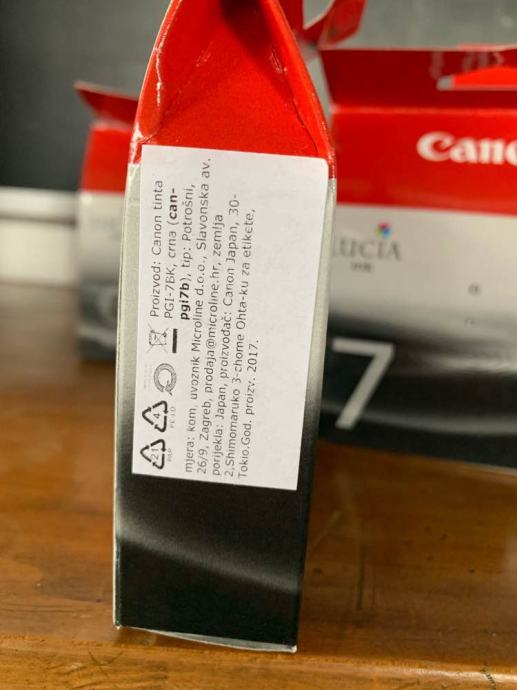 Proizvod: Canon tinta
PGI-7BK, crna (can-
pgi7b), tip: Potrošni,
mjera: kom, uvoznik Microline d.o.o., Slavonska av.
26/9, Zagreb, prodaja@microline.hr, zemlja
porijekla: Japan, proizvođač: Canon Japan, 30-
2,Shimomaruko 3-chome Ohta-ku za etikete,
Tokio.God. proizv. 2017.
21
PAP
4
PE-LD
Cano
LUCIA
INK
7